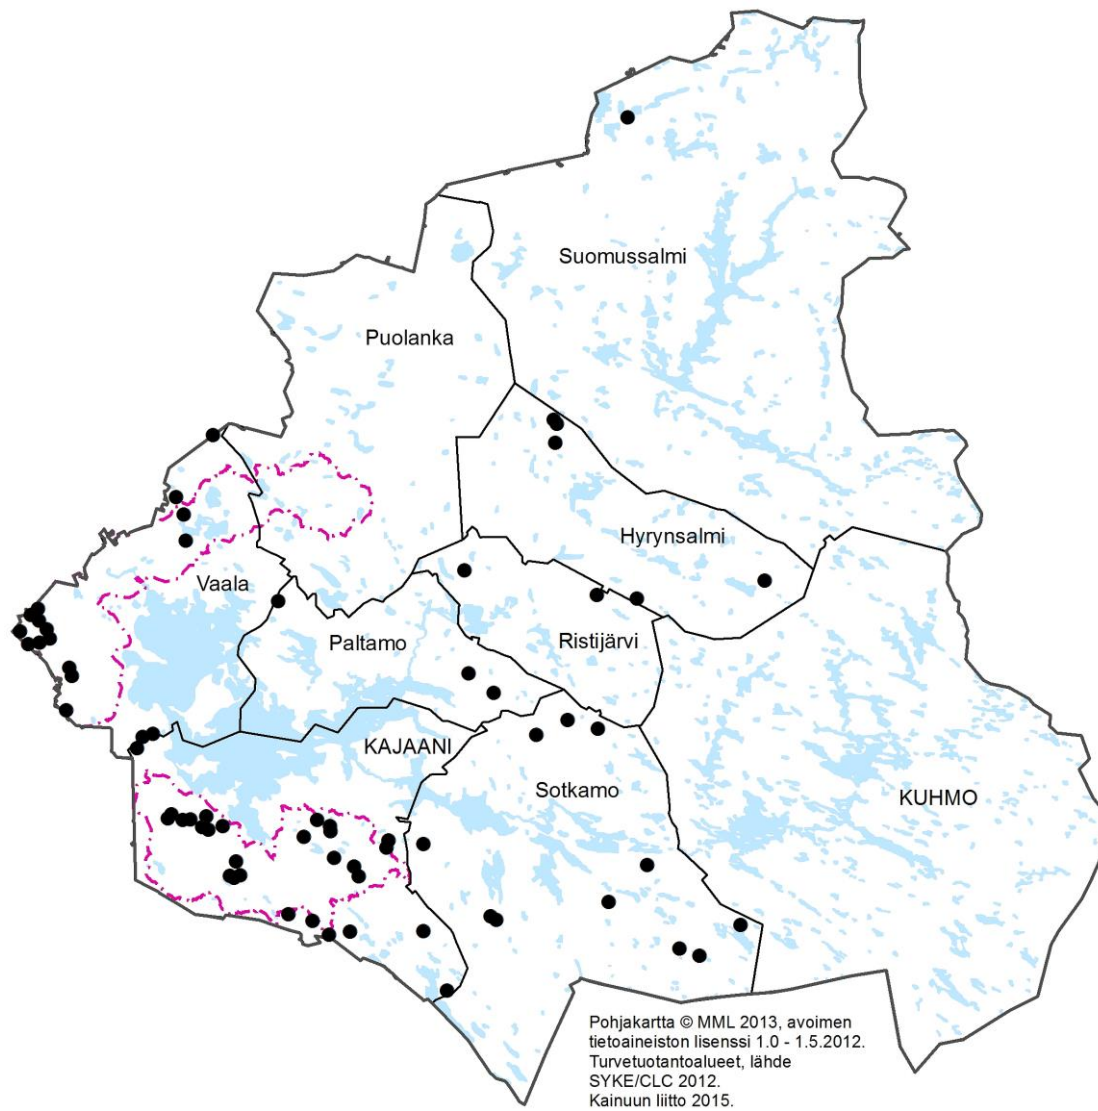 Suomussalmi
Puolanka
Hyrynsalmi
Vaala
Paltamo
Ristijärvi
KAJAANI
Sotkamo
KUHMO
Pohjakartta © MML 2013, avoimen
tietoaineiston lisenssi 1.0 - 1.5.2012.
Turvetuotantoalueet, lähde
SYKE/CLC 2012.
Kainuun liitto 2015.